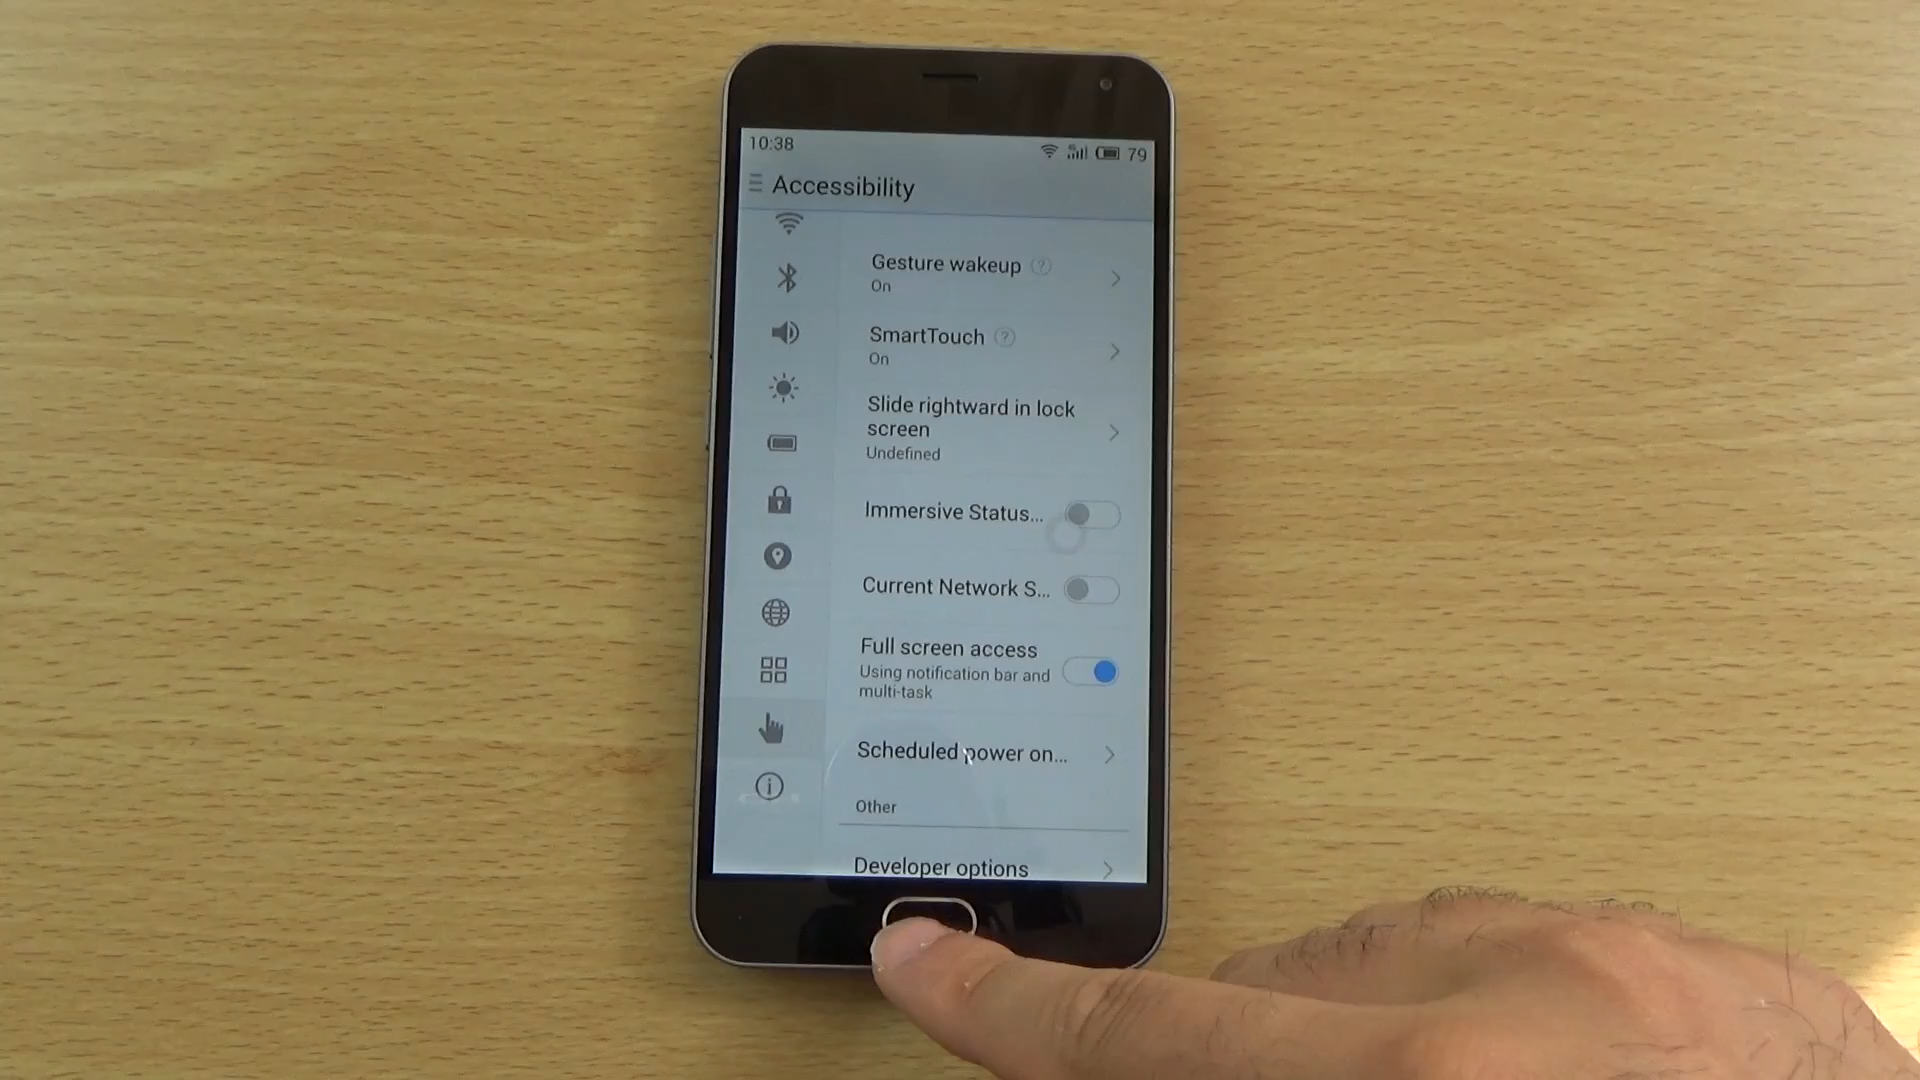 10:38
79
Accessibility
Gesture wakeup ?
On
SmartTouch ?
On
Slide rightward in lock
screen
Undefined
Immersive Status...
Current Network S...
Full screen access
Using notification bar and
multi-task
Scheduled power on...
Other
Developer options